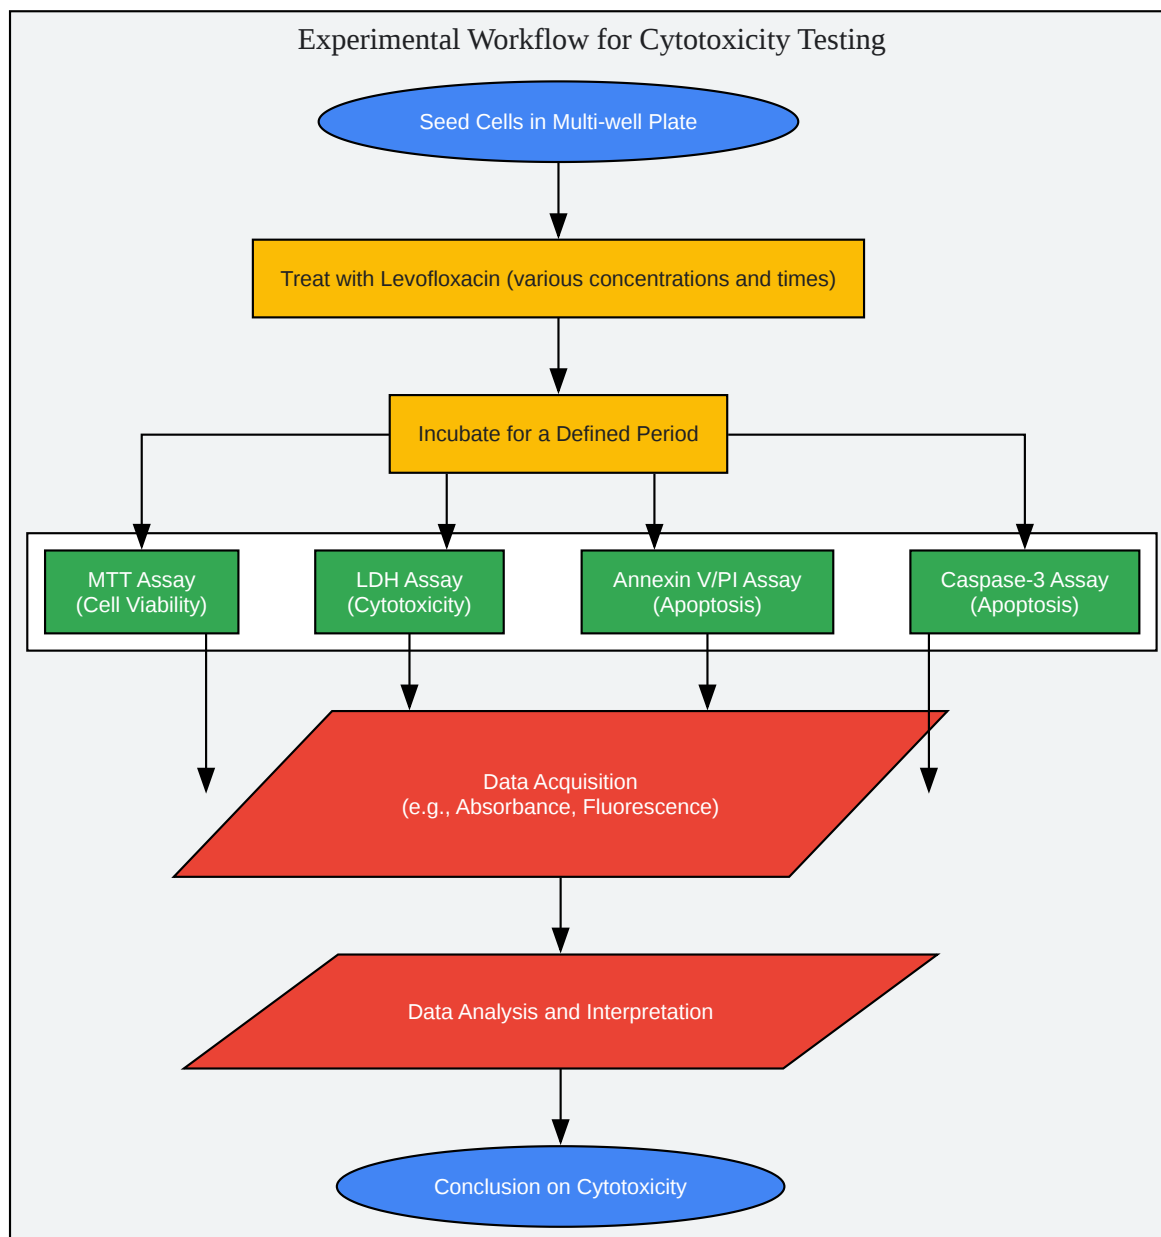 Experimental Workflow for Cytotoxicity Testing
Seed Cells in Multi-well Plate
Treat with Levofloxacin (various concentrations and times)
Incubate for a Defined Period
MTT Assay
(Cell Viability)
LDH Assay
(Cytotoxicity)
Annexin V/PI Assay
(Apoptosis)
Caspase-3 Assay
(Apoptosis)
Data Acquisition
(e.g., Absorbance, Fluorescence)
Data Analysis and Interpretation
Conclusion on Cytotoxicity